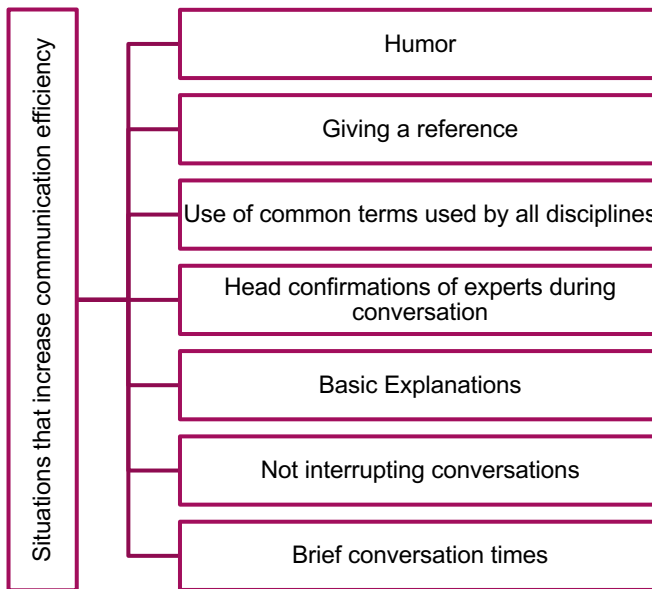 Situations that increase communication efficiency
Humor
Giving a reference
Use of common terms used by all disciplines
Head confirmations of experts during
conversation
Basic Explanations
Not interrupting conversations
Brief conversation times